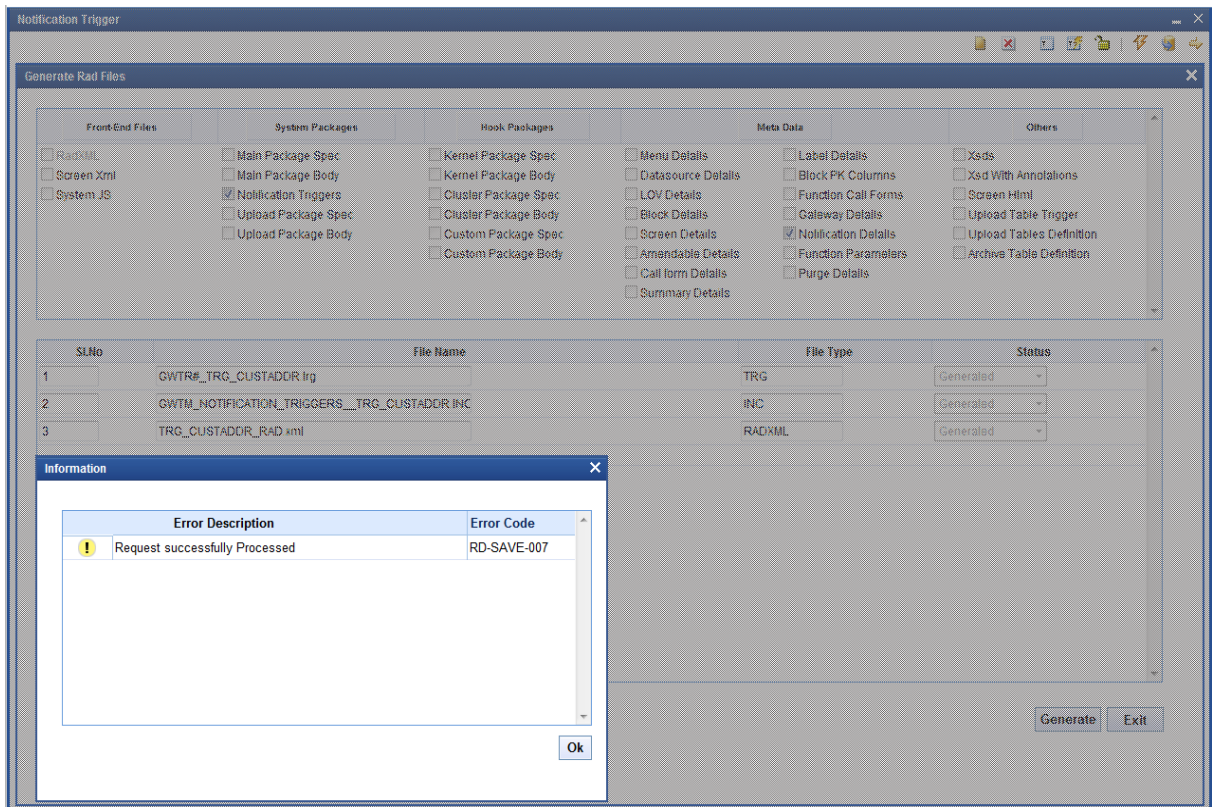 Notification Trigger
Generate Rad Files
Front-End Files System Packages Hook Packages Meta Data Others
RadXML Main Package Spec Kernel Package Spec Menu Details Label Details Xsds
Screen Xml Main Package Body Kernel Package Body Datasource Details Block PK Columns Xsd With Annotations
System JS Notification Triggers Cluster Package Spec LOV Details Function Call Forms Screen Html
Upload Package Spec Cluster Package Body Block Details Gateway Details Upload Table Trigger
Upload Package Body Custom Package Spec Screen Details Notification Details Upload Tables Definition
Custom Package Body Amendable Details Function Parameters Archive Table Definition
Call form Details Purge Details
Summary Details
Sl.No File Name File Type Status
1 GWTR#_TRG_CUSTADDR.trg TRG Generated
2 GWTM_NOTIFICATION_TRIGGERS__TRG_CUSTADDR.INC INC Generated
3 TRG_CUSTADDR_RAD.xml RADXML Generated
Information
Error Description Error Code
Request successfully Processed RD-SAVE-007
Ok
Generate Exit